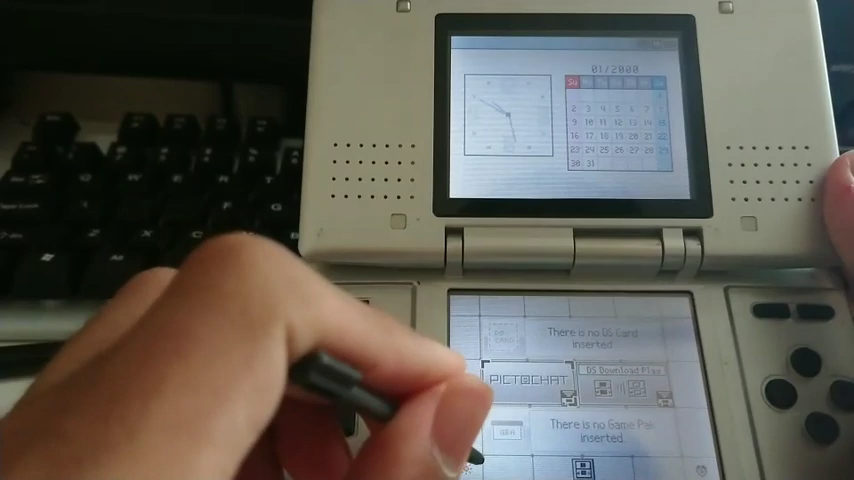 01/2000
Su
2 3 4 5 6 7
9 10 11 12 13 14 15
16 17 18 19 20 21 22
23 24 25 26 27 28 29
30 31
There is no DS Card
inserted.
PICTOCHAT
DS Download Play
There is no Game Pak
inserted.
Q W E R T
G
Z X C
Alt